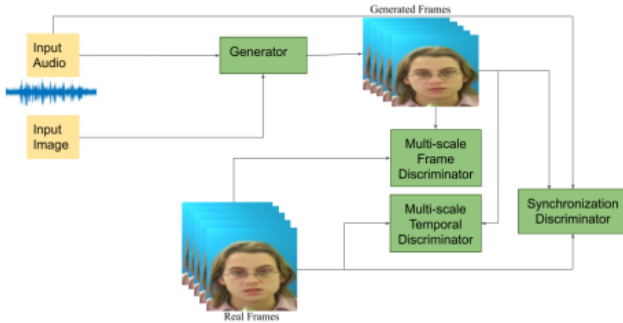 Generated Frames
Input
Audio
Generator
Input
Image
Multi-scale
Frame
Discriminator
Multi-scale
Temporal
Discriminator
Synchronization
Discriminator
Real Frames